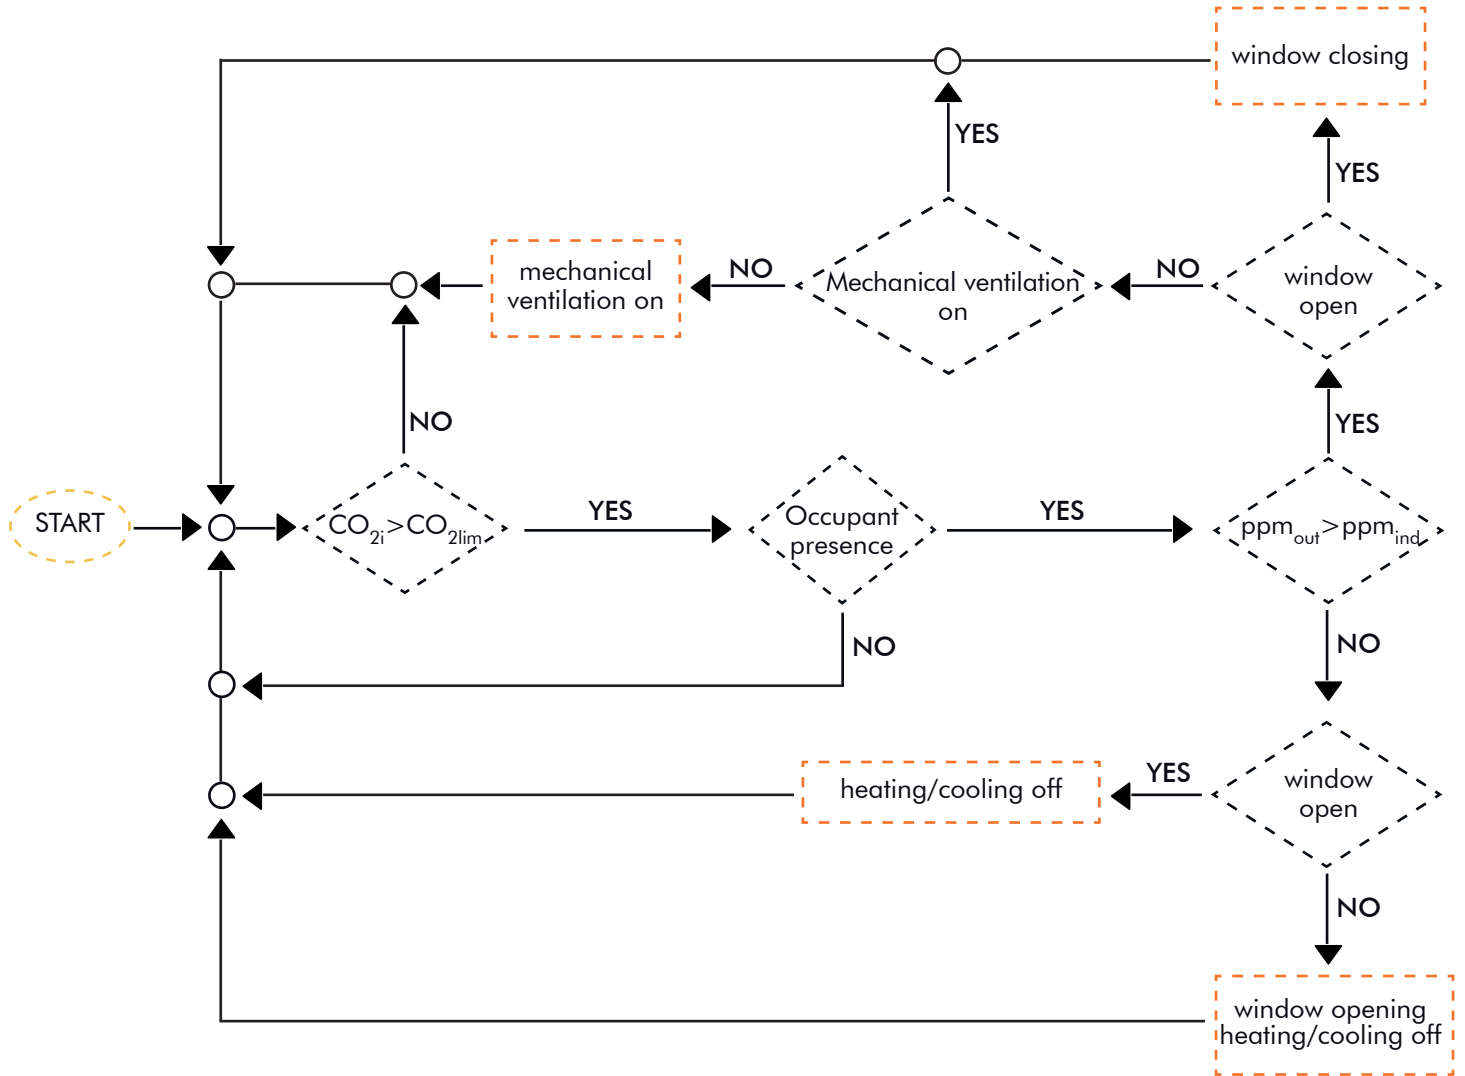 window closing
YES
YES
mechanical
ventilation on
NO
Mechanical ventilation
on
NO
window
open
NO
YES
START
CO2i>CO2lim
YES
Occupant
presence
YES
ppmout>ppmind
NO
NO
heating/cooling off
YES
window
open
NO
window opening
heating/cooling off